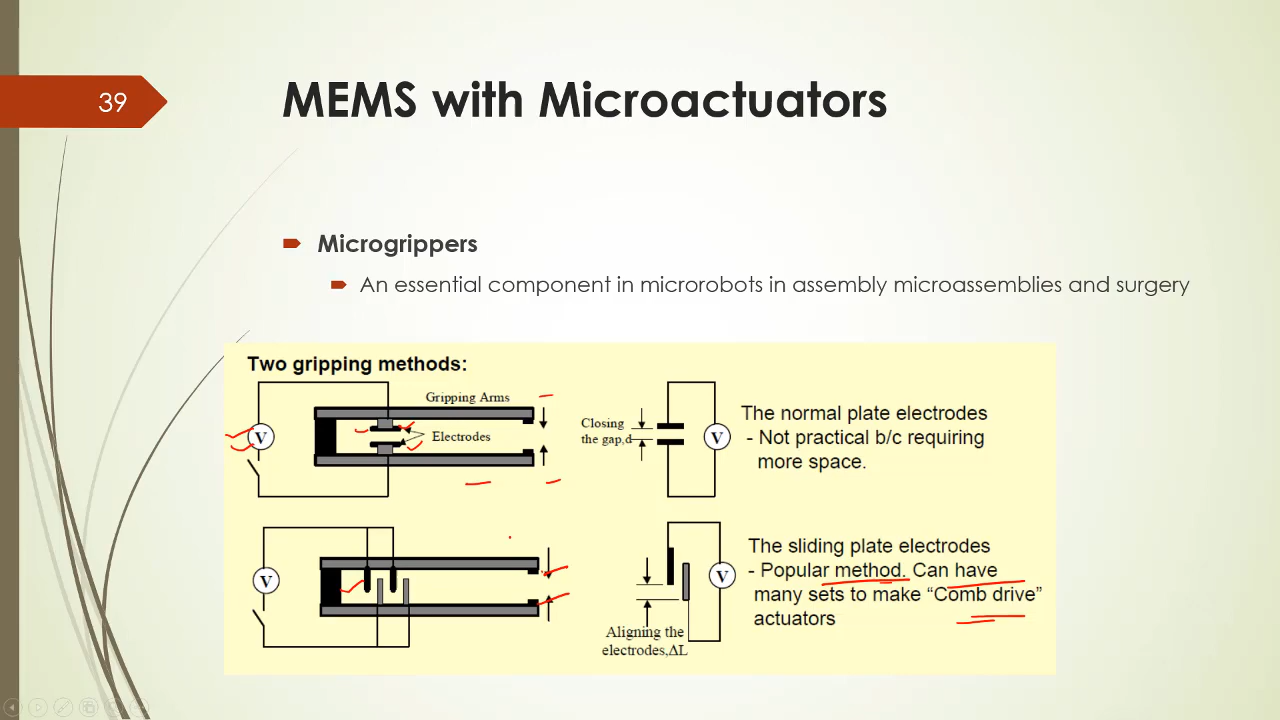 39
MEMS with Microactuators
Microgrippers
An essential component in microrobots in assembly microassemblies and surgery
Two gripping methods:
Gripping Arms
V
Electrodes
Closing
the gap,d
V
The normal plate electrodes
- Not practical b/c requiring
more space.
V
Aligning the
electrodes,ΔL
V
The sliding plate electrodes
- Popular method. Can have
many sets to make “Comb drive”
actuators